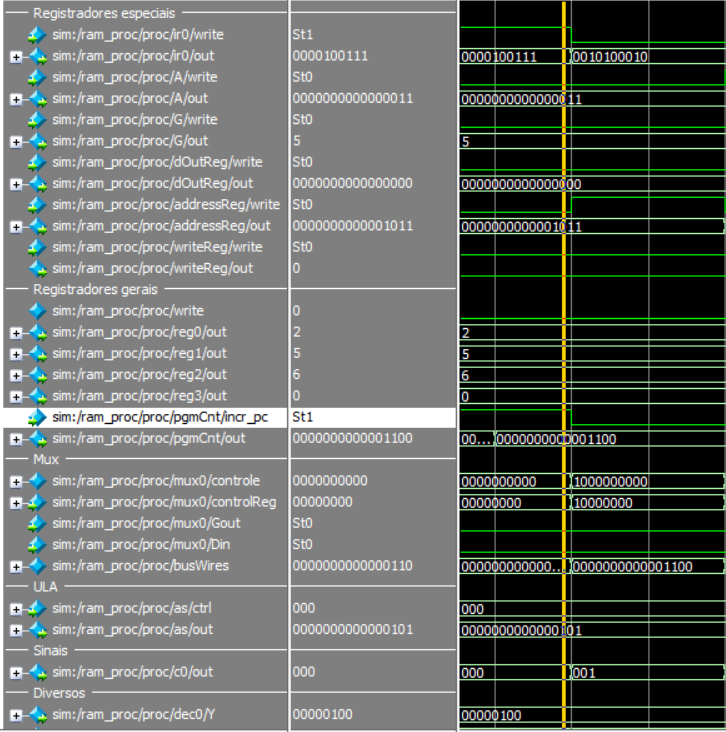 Registradores especiais
sim:/ram_proc/proc/ir0/write St1
sim:/ram_proc/proc/ir0/out 0000100111 0000100111 0010100010
sim:/ram_proc/proc/A/write St0
sim:/ram_proc/proc/A/out 0000000000000011 0000000000000011
sim:/ram_proc/proc/G/write St0
sim:/ram_proc/proc/G/out 5 5
sim:/ram_proc/proc/dOutReg/write St0
sim:/ram_proc/proc/dOutReg/out 0000000000000000 0000000000000000
sim:/ram_proc/proc/addressReg/write St0
sim:/ram_proc/proc/addressReg/out 0000000000001011 0000000000001011
sim:/ram_proc/proc/writeReg/write St0
sim:/ram_proc/proc/writeReg/out 0
Registradores gerais
sim:/ram_proc/proc/write 0
sim:/ram_proc/proc/reg0/out 2 2
sim:/ram_proc/proc/reg1/out 5 5
sim:/ram_proc/proc/reg2/out 6 6
sim:/ram_proc/proc/reg3/out 0 0
sim:/ram_proc/proc/pgmCnt/incr_pc St1
sim:/ram_proc/proc/pgmCnt/out 0000000000001100 00... 0000000000001100
Mux
sim:/ram_proc/proc/mux0/controle 0000000000 0000000000 1000000000
sim:/ram_proc/proc/mux0/controlReg 00000000 00000000 10000000
sim:/ram_proc/proc/mux0/Gout St0
sim:/ram_proc/proc/mux0/Din St0
sim:/ram_proc/proc/busWires 0000000000000110 000000000000... 0000000000001100
ULA
sim:/ram_proc/proc/as/ctrl 000 000
sim:/ram_proc/proc/as/out 0000000000000101 0000000000000101
Sinais
sim:/ram_proc/proc/c0/out 000 000 001
Diversos
sim:/ram_proc/proc/dec0/Y 00000100 00000100